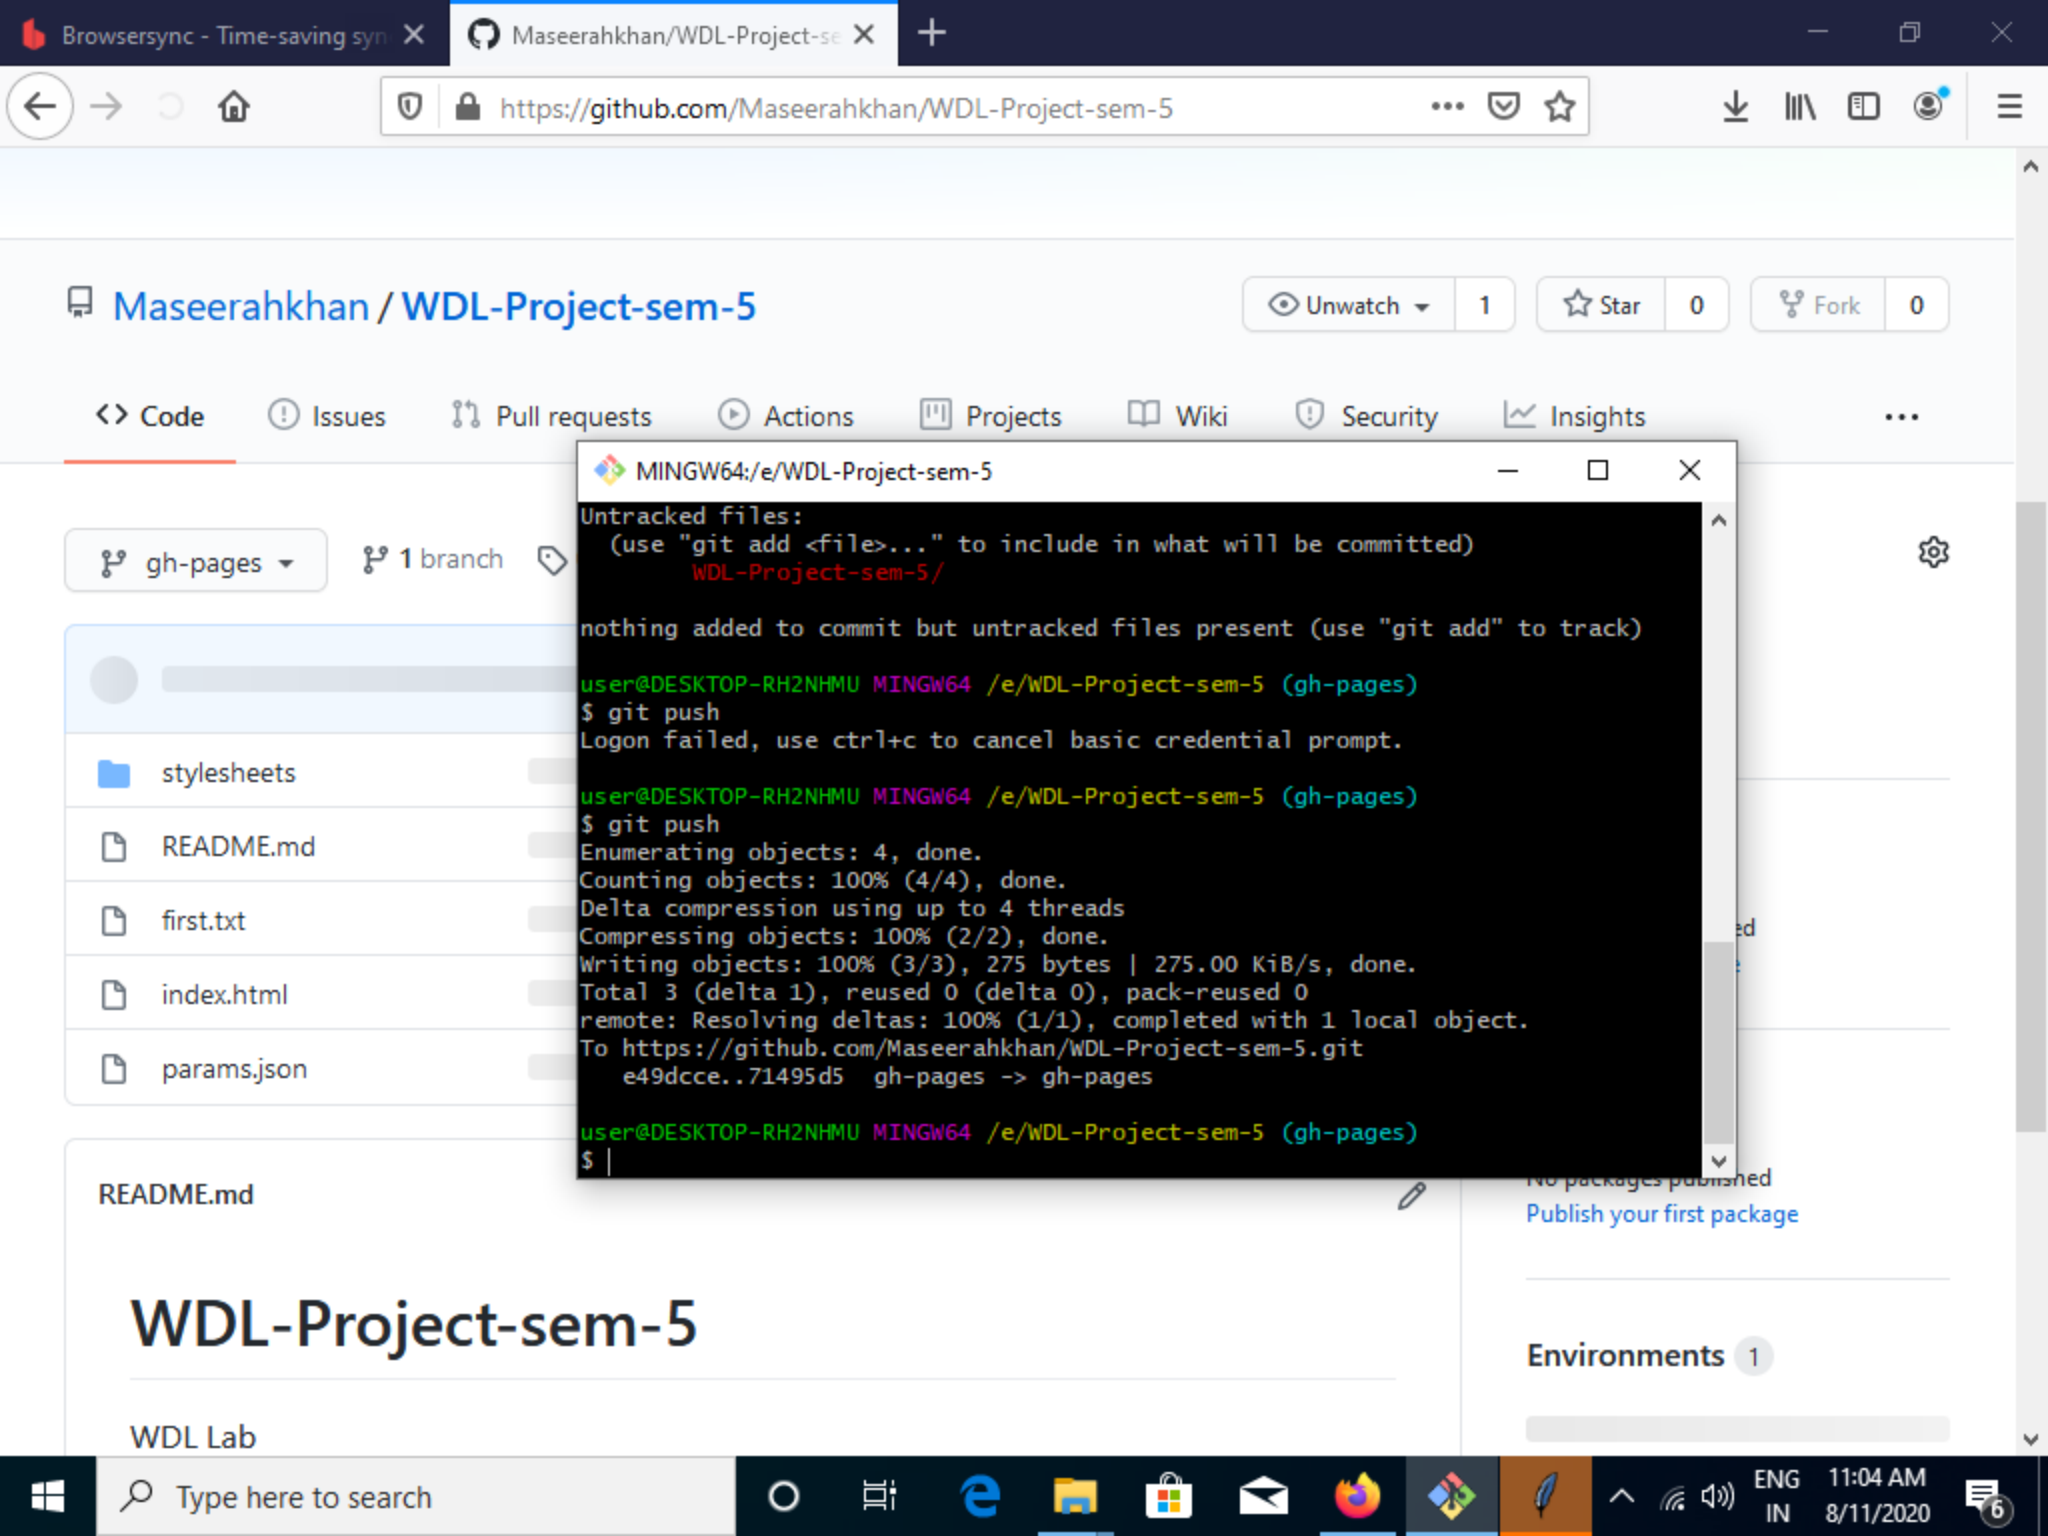 Browsersync - Time-saving syn
Maseerahkhan/WDL-Project-se
https://github.com/Maseerahkhan/WDL-Project-sem-5
Maseerahkhan / WDL-Project-sem-5
Unwatch 1
Star 0
Fork 0
Code Issues Pull requests Actions Projects Wiki Security Insights
gh-pages 1 branch
stylesheets
README.md
first.txt
index.html
params.json
MINGW64:/e/WDL-Project-sem-5
Untracked files:
(use "git add <file>..." to include in what will be committed)
WDL-Project-sem-5/
nothing added to commit but untracked files present (use "git add" to track)
user@DESKTOP-RH2NHMU MINGW64 /e/WDL-Project-sem-5 (gh-pages)
$ git push
Logon failed, use ctrl+c to cancel basic credential prompt.
user@DESKTOP-RH2NHMU MINGW64 /e/WDL-Project-sem-5 (gh-pages)
$ git push
Enumerating objects: 4, done.
Counting objects: 100% (4/4), done.
Delta compression using up to 4 threads
Compressing objects: 100% (2/2), done.
Writing objects: 100% (3/3), 275 bytes | 275.00 KiB/s, done.
Total 3 (delta 1), reused 0 (delta 0), pack-reused 0
remote: Resolving deltas: 100% (1/1), completed with 1 local object.
To https://github.com/Maseerahkhan/WDL-Project-sem-5.git
e49dcce..71495d5 gh-pages -> gh-pages
user@DESKTOP-RH2NHMU MINGW64 /e/WDL-Project-sem-5 (gh-pages)
$
ed
No packages published
Publish your first package
Environments 1
README.md
WDL-Project-sem-5
WDL Lab
Type here to search
ENG
IN
11:04 AM
8/11/2020
6